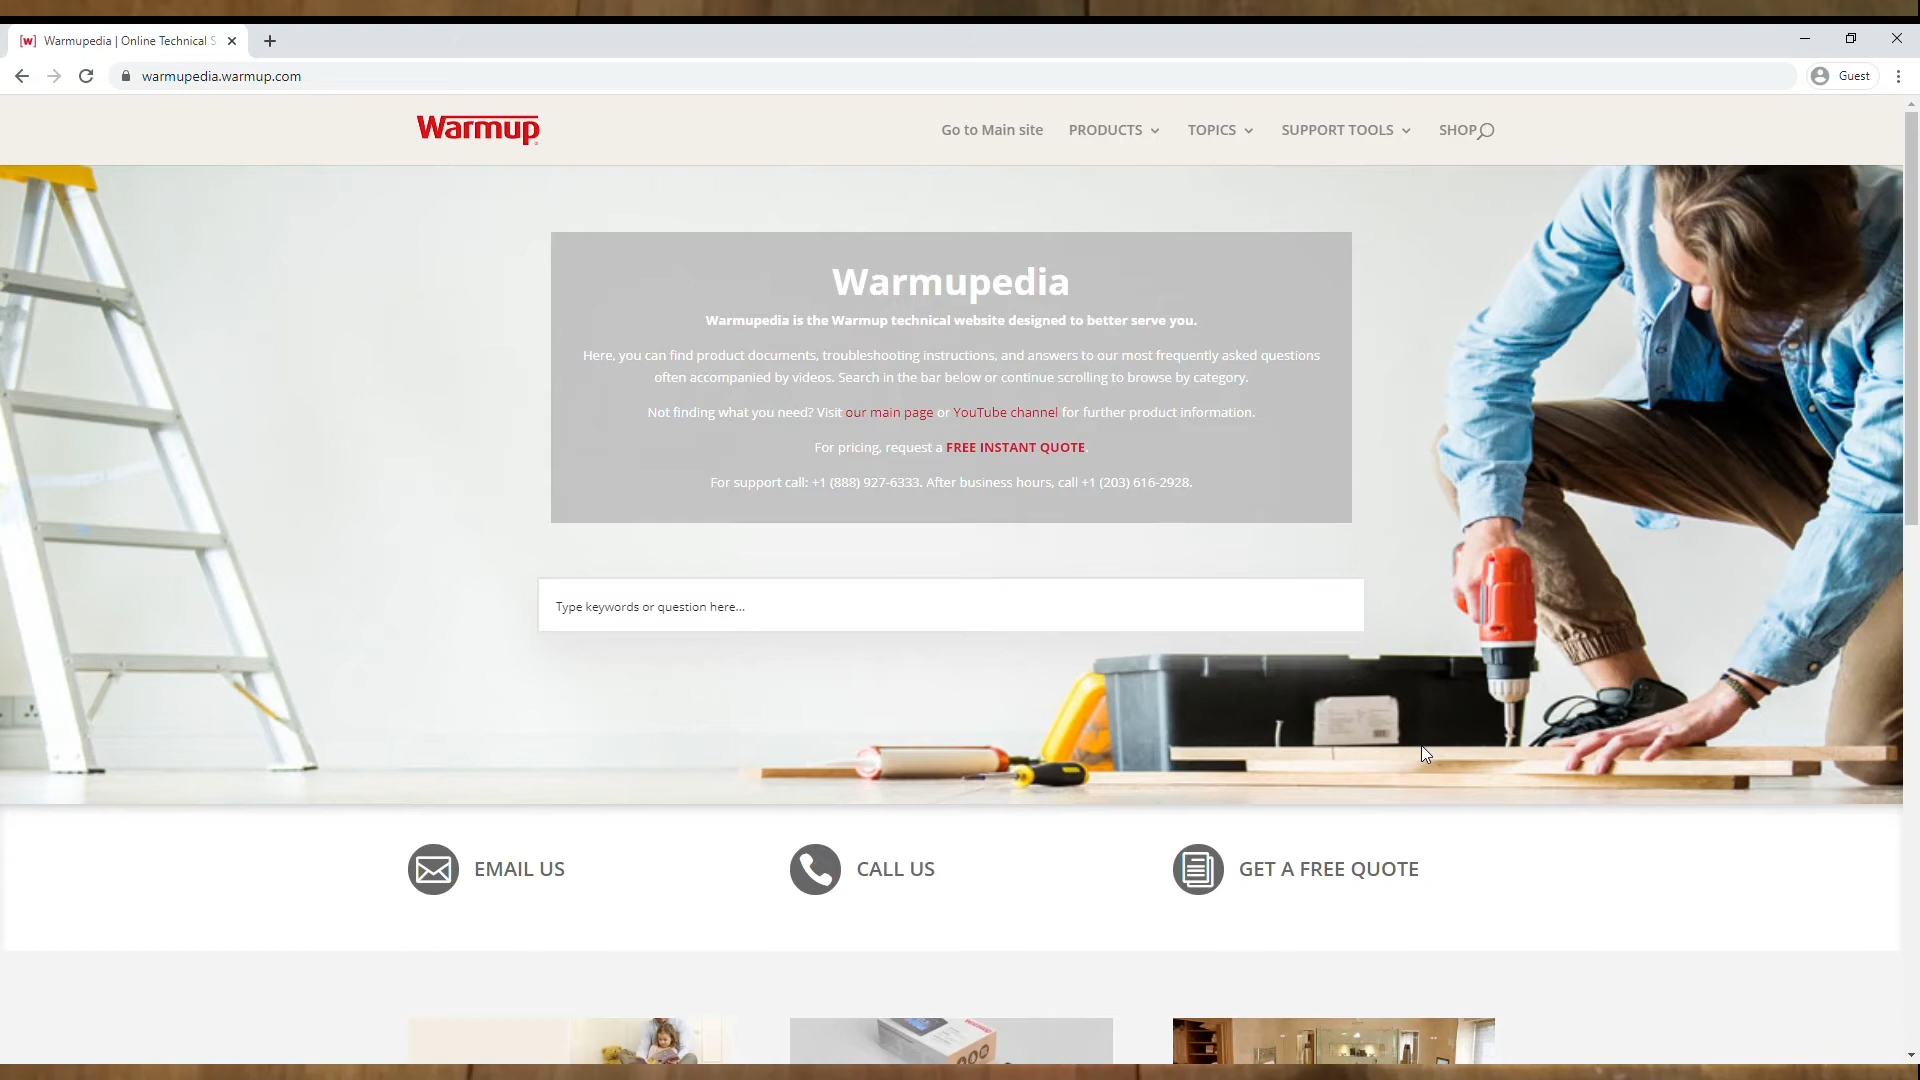 Warmupedia | Online Technical S
warmupedia.warmup.com
Guest
Warmup
Go to Main site
PRODUCTS
TOPICS
SUPPORT TOOLS
SHOP
Warmupedia
Warmupedia is the Warmup technical website designed to better serve you.
Here, you can find product documents, troubleshooting instructions, and answers to our most frequently asked questions
often accompanied by videos. Search in the bar below or continue scrolling to browse by category.
Not finding what you need? Visit our main page or YouTube channel for further product information.
For pricing, request a FREE INSTANT QUOTE.
For support call: +1 (888) 927-6333. After business hours, call +1 (203) 616-2928.
Type keywords or question here...
EMAIL US
CALL US
GET A FREE QUOTE